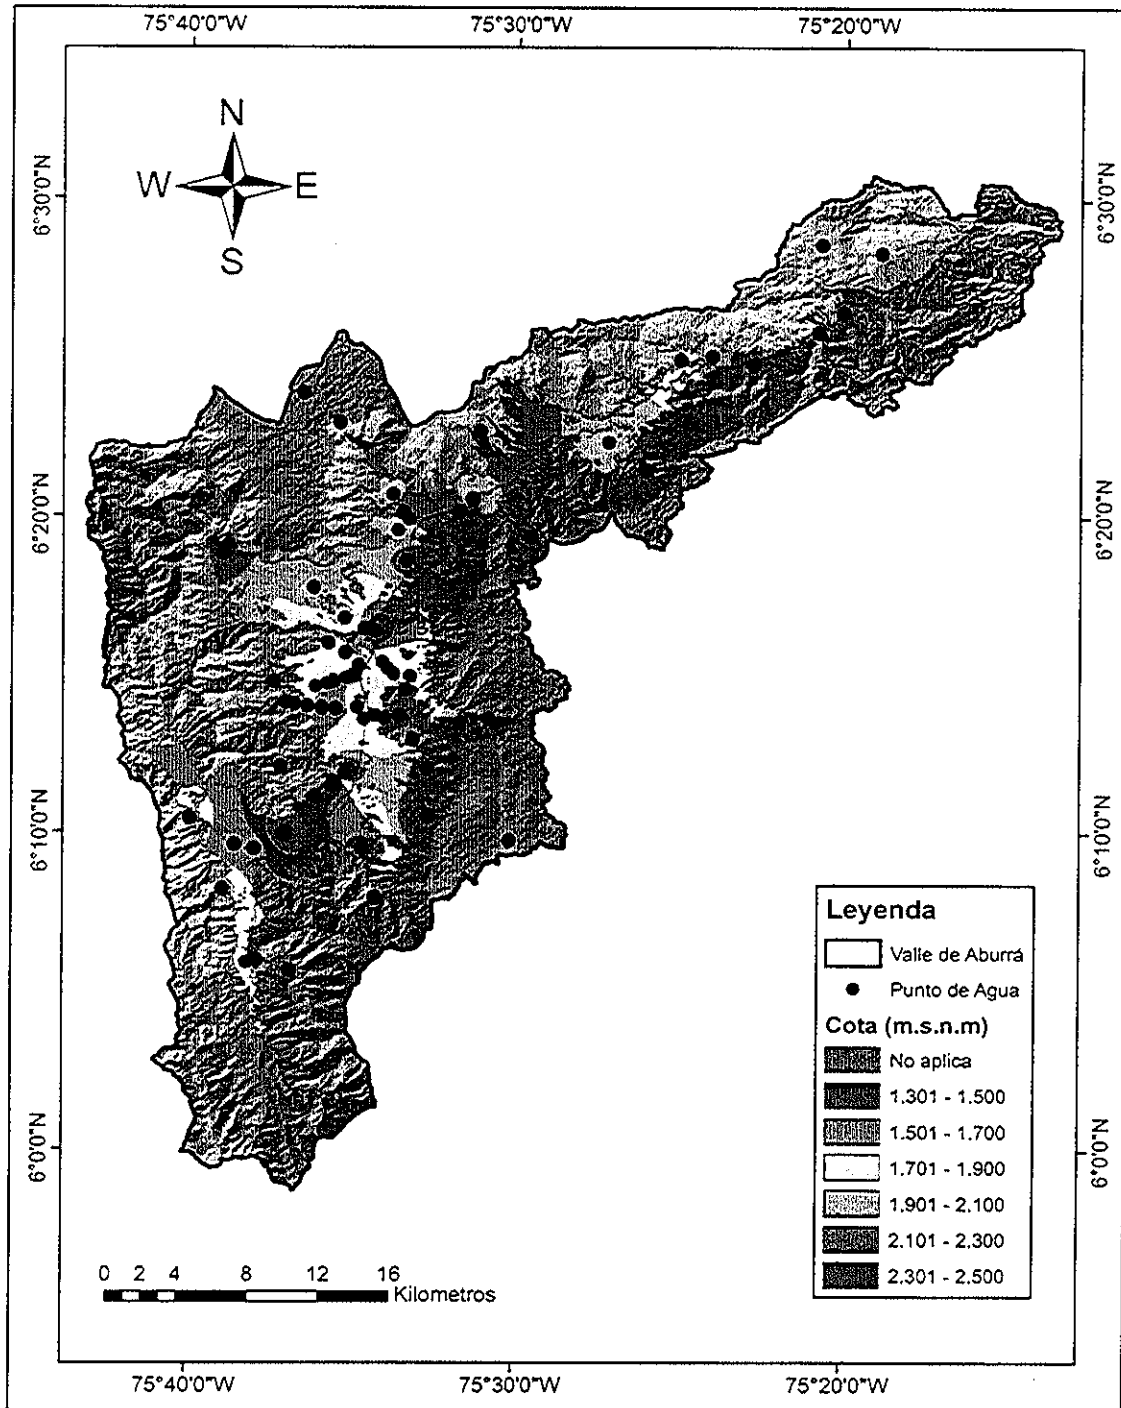 75°40'0"W 75°30'0"W 75°20'0"W
N
W E
S
6°30'0"N
6°30'0"N
6°20'0"N
6°20'0"N
6°10'0"N
6°10'0"N
6°0'0"N
6°0'0"N
Leyenda
Valle de Aburrá
Punto de Agua
Cota (m.s.n.m)
No aplica
1.301 - 1.500
1.501 - 1.700
1.701 - 1.900
1.901 - 2.100
2.101 - 2.300
2.301 - 2.500
0 2 4 8 12 16
Kilometros
75°40'0"W 75°30'0"W 75°20'0"W